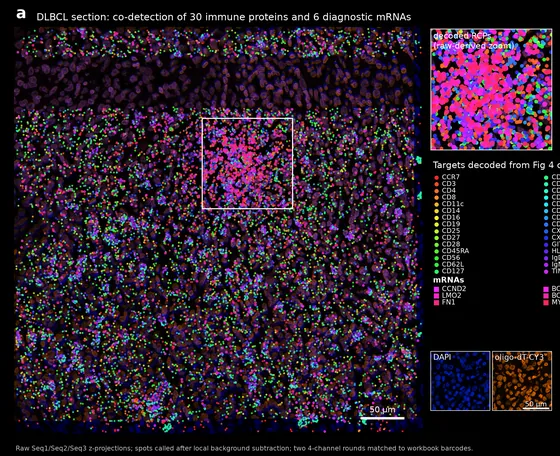 a DLBCL section: co-detection of 30 immune proteins and 6 diagnostic mRNAs
decoded RCPs
(raw-derived zoom)
Targets decoded from Fig 4 c
CCR7
CD3
CD4
CD8
CD11c
CD14
CD16
CD19
CD25
CD27
CD28
CD45RA
CD56
CD62L
CD127
mRNAs
CCND2
LMO2
FN1
DAPI
oligo-dT-CY3
50 µm
50 µm
Raw Seq1/Seq2/Seq3 z-projections; spots called after local background subtraction; two 4-channel rounds matched to workbook barcodes.